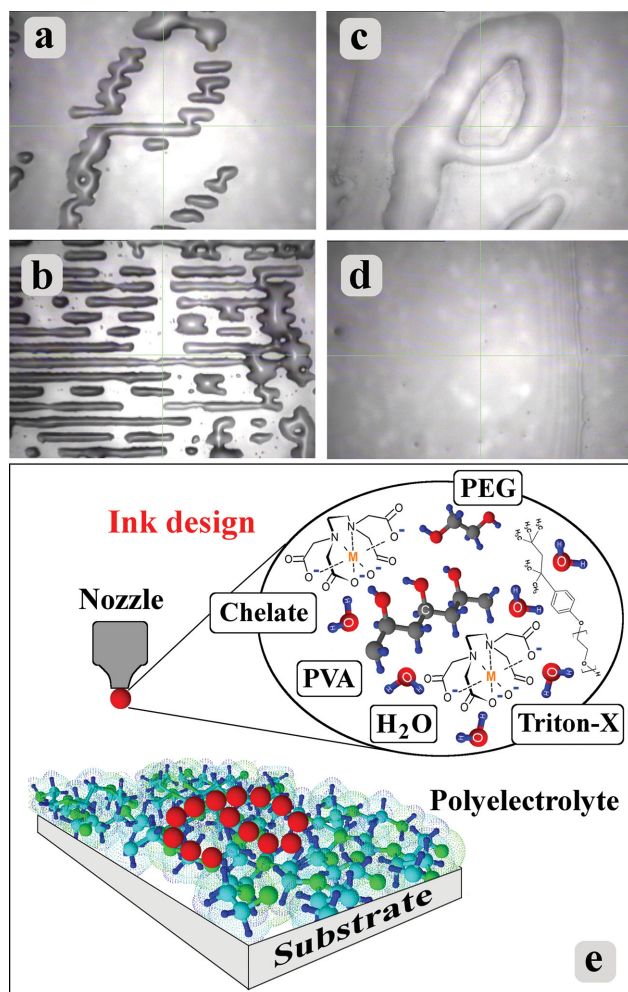 a
c
b
d
Ink design
PEG
Nozzle
Chelate
PVA
H₂O
Triton-X
Polyelectrolyte
Substrate
e